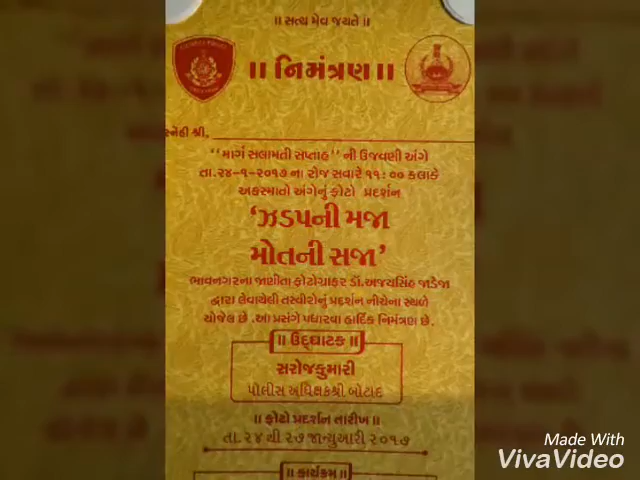 ॥ સત્ય મેવ જયતે ॥
॥ નિમંત્રણ ॥
સ્નેહી શ્રી,
“માર્ગ સલામતી સપ્તાહ” ની ઉજવણી અંગે
તા.૨૪-૧-૨૦૧૭ ના રોજ સવારે ૧૧:૦૦ કલાકે
અકસ્માતો અંગેનું ફોટો પ્રદર્શન
‘ઝડપની મજા
મોતની સજા’
ભાવનગરના જાણીતા ફોટોગ્રાફર ડૉ.અજયસિંહ જાડેજા
દ્વારા લેવાયેલી તસ્વીરોનું પ્રદર્શન નીચેના સ્થળે
યોજેલ છે .આ પ્રસંગે પધારવા હાર્દિક નિમંત્રણ છે.
॥ ઉદ્‌ઘાટક ॥
સરોજકુમારી
પોલીસ અધિક્ષકશ્રી બોટાદ
॥ ફોટો પ્રદર્શન તારીખ ॥
તા.૨૪ થી ૨૭ જાન્યુઆરી ૨૦૧૭
॥ કાર્યક્રમ ॥
Made With
VivaVideo